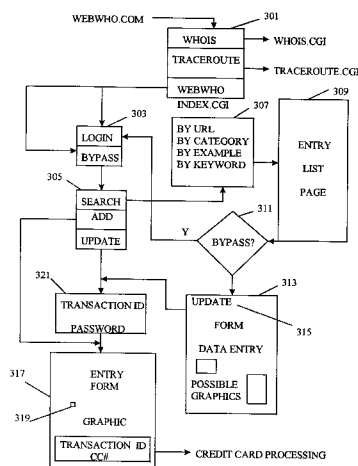 WEBWHO.COM
301
WHOIS
WHOIS.CGI
TRACEROUTE
TRACEROUTE.CGI
WEBWHO
INDEX.CGI
303
LOGIN
BYPASS
305
SEARCH
ADD
UPDATE
307
BY URL
BY CATEGORY
BY EXAMPLE
BY KEYWORD
309
ENTRY
LIST
PAGE
311
BYPASS?
Y
313
UPDATE
315
FORM
DATA ENTRY
POSSIBLE
GRAPHICS
321
TRANSACTION ID
PASSWORD
317
ENTRY
FORM
319
GRAPHIC
TRANSACTION ID
CC#
CREDIT CARD PROCESSING